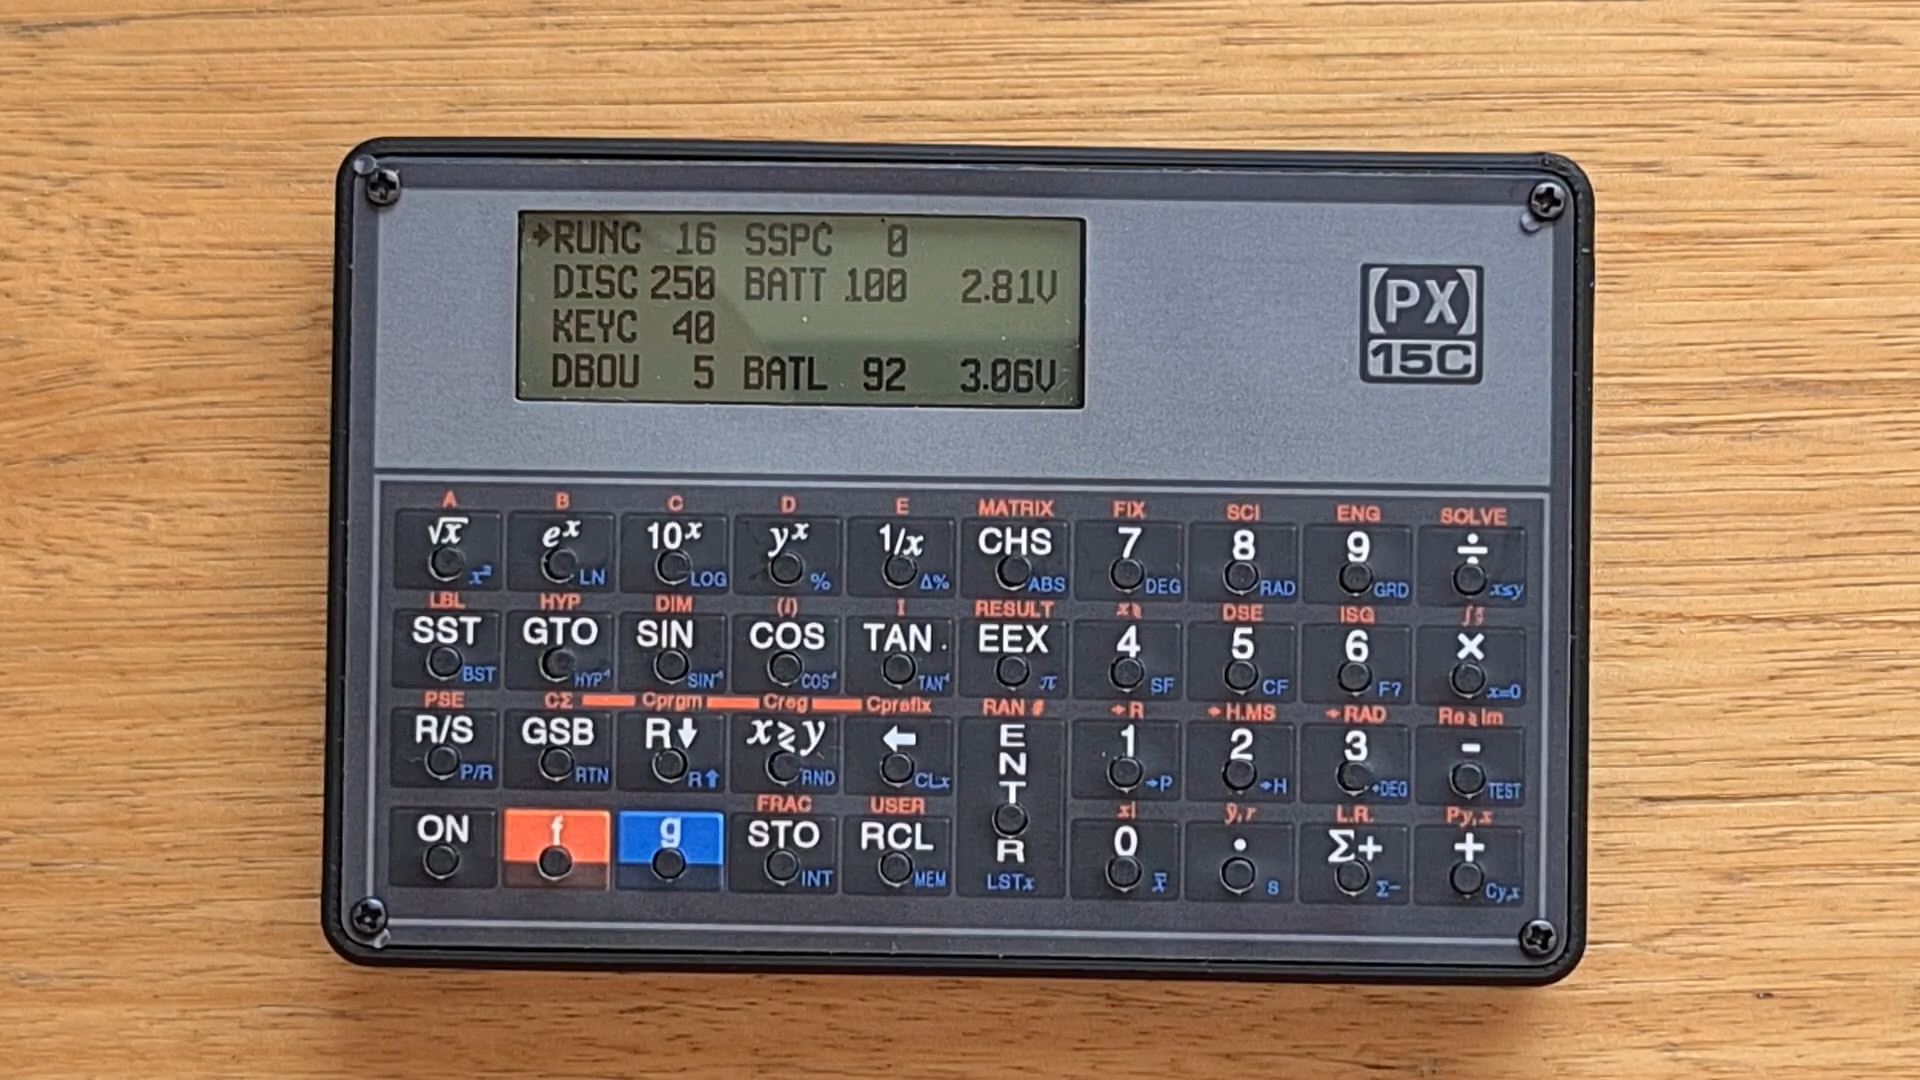 →RUNC 16 SSPC 0
DISC 250 BATT 100 2.81V
KEYC 40
DBOU 5 BATL 92 3.06V
(PX)
15C
A B C D E MATRIX FIX SCI ENG SOLVE
√x eˣ 10ˣ yˣ 1/x CHS 7 8 9 ÷
x² LN LOG % Δ% ABS DEG RAD GRD x≤y
LBL HYP DIM (i) I RESULT x≷ DSE ISG
SST GTO SIN COS TAN EEX 4 5 6 ×
BST HYP⁻¹ SIN⁻¹ COS⁻¹ TAN⁻¹ π SF CF F? x=0
PSE CΣ Cprgm Creg Cprefix RAN # →R →H.MS →RAD Re≷Im
R/S GSB R↓ x≷y ← ENTER 1 2 3 -
P/R RTN R↑ RND CLx →P →H →DEG TEST
FRAC USER x! ŷ,r L.R. Py,x
ON f g STO RCL 0 • Σ+ +
INT MEM LSTx x̅ s Σ− Cy,x